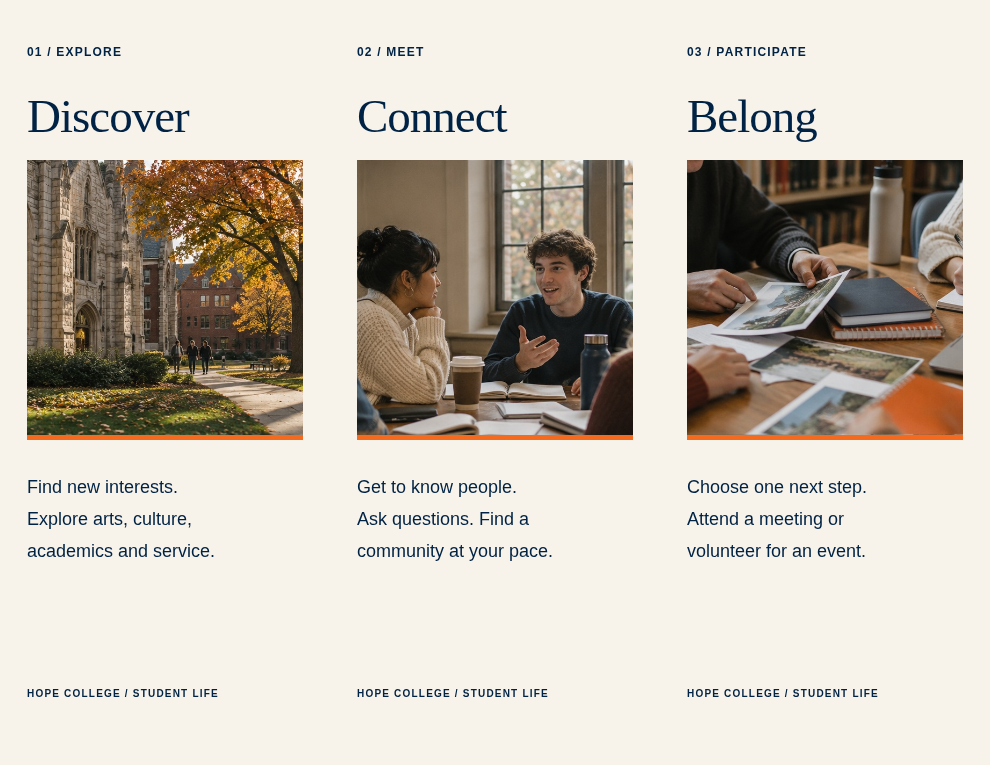 01 / EXPLORE
Discover
Find new interests.
Explore arts, culture,
academics and service.
HOPE COLLEGE / STUDENT LIFE
02 / MEET
Connect
Get to know people.
Ask questions. Find a
community at your pace.
HOPE COLLEGE / STUDENT LIFE
03 / PARTICIPATE
Belong
Choose one next step.
Attend a meeting or
volunteer for an event.
HOPE COLLEGE / STUDENT LIFE